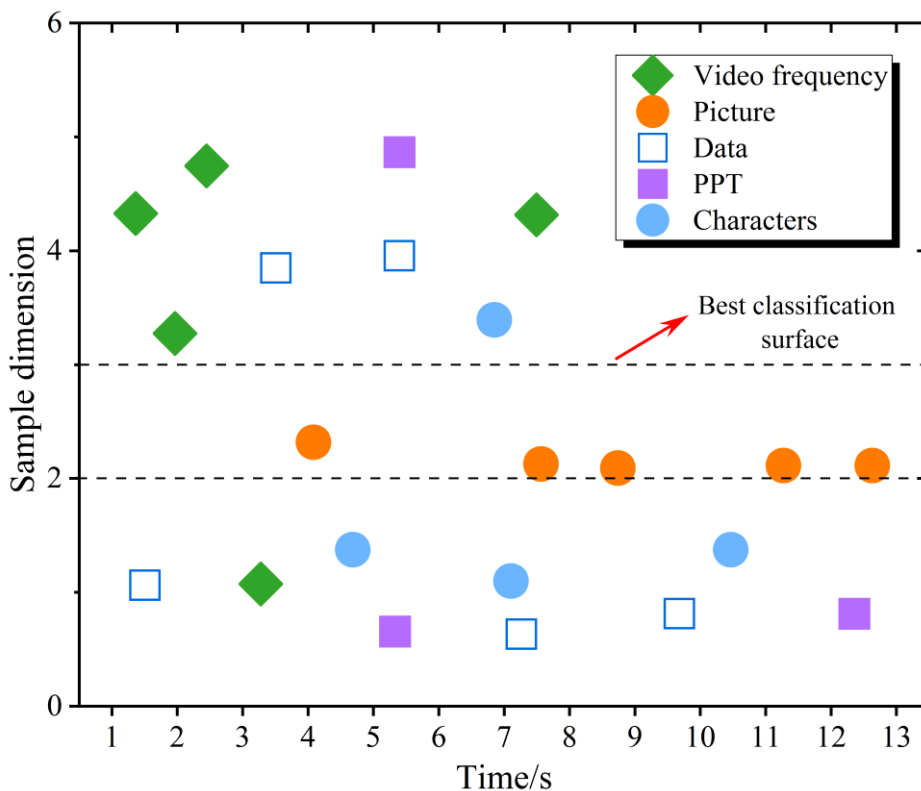 6
Video frequency
Picture
Data
PPT
Characters
4
Best classification
surface
Sample dimension
2
0
1 2 3 4 5 6 7 8 9 10 11 12 13
Time/s